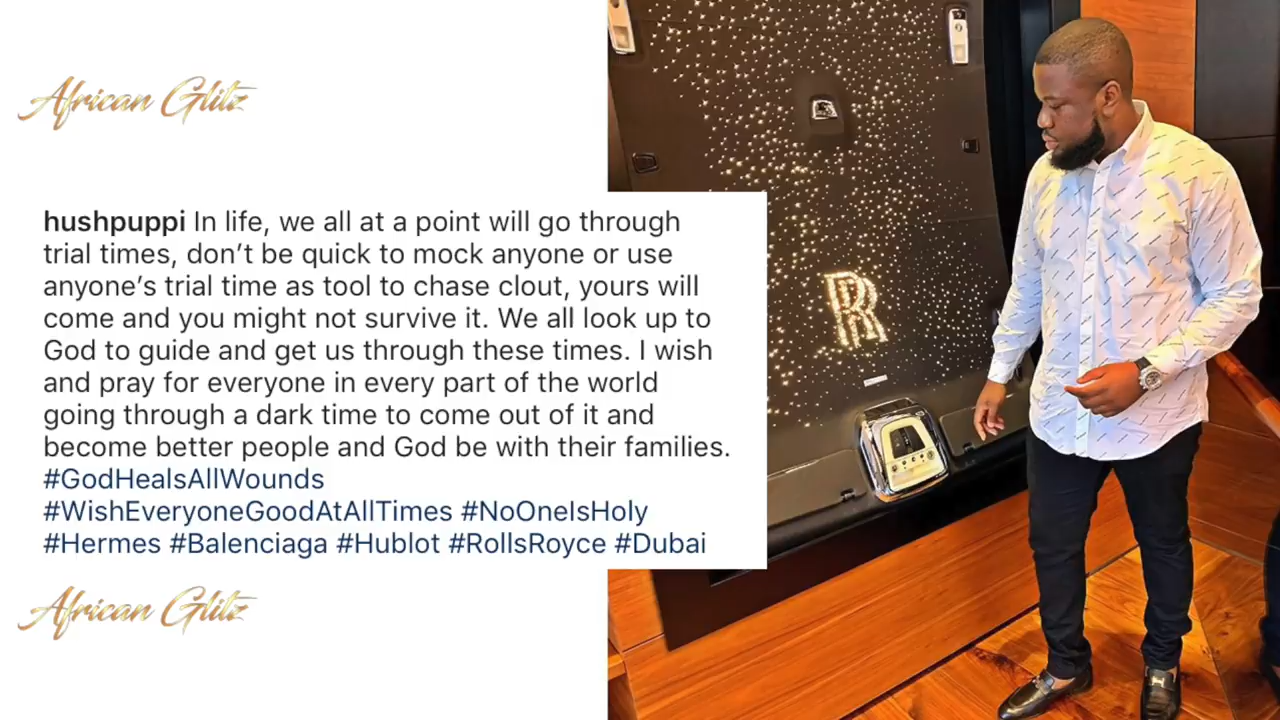 African Glitz
hushpuppi In life, we all at a point will go through
trial times, don’t be quick to mock anyone or use
anyone’s trial time as tool to chase clout, yours will
come and you might not survive it. We all look up to
God to guide and get us through these times. I wish
and pray for everyone in every part of the world
going through a dark time to come out of it and
become better people and God be with their families.
#GodHealsAllWounds
#WishEveryoneGoodAtAllTimes #NoOneIsHoly
#Hermes #Balenciaga #Hublot #RollsRoyce #Dubai
African Glitz
RR